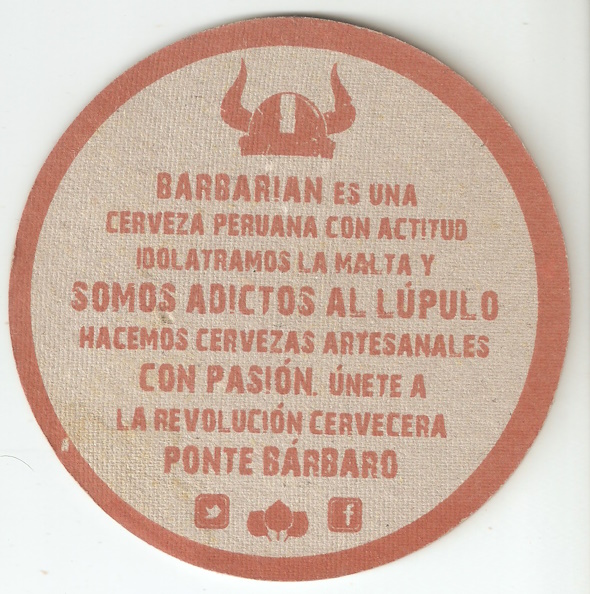 BARBARIAN ES UNA
CERVEZA PERUANA CON ACTITUD
IDOLATRAMOS LA MALTA Y
SOMOS ADICTOS AL LÚPULO
HACEMOS CERVEZAS ARTESANALES
CON PASIÓN. ÚNETE A
LA REVOLUCIÓN CERVECERA
PONTE BÁRBARO